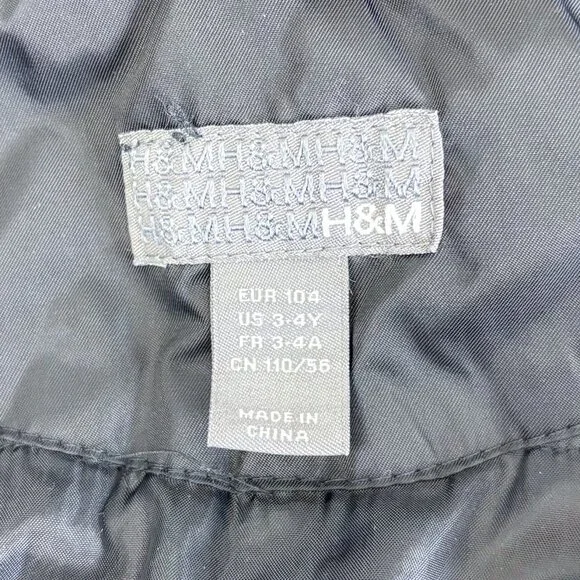 H&MH&MH&M
H&MH&MH&M
H&MH&MH&M
EUR 104
US 3-4Y
FR 3-4A
CN 110/56
MADE IN
CHINA